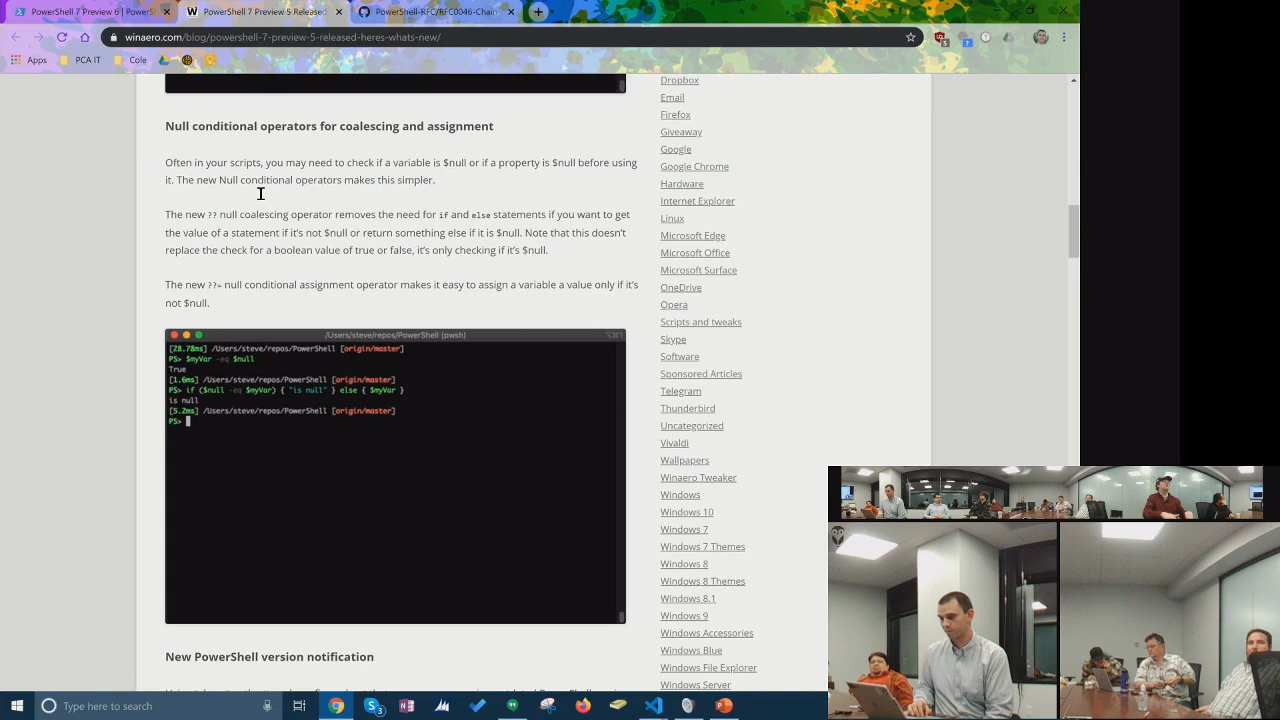 PowerShell 7 Preview 5
PowerShell 7 Preview 5 Released
PowerShell-RFC/RFC0046-Chain
winaero.com/blog/powershell-7-preview-5-released-heres-whats-new/
Apps
PCA IT
Cole
Null conditional operators for coalescing and assignment
Often in your scripts, you may need to check if a variable is $null or if a property is $null before using
it. The new Null conditional operators makes this simpler.
The new ?? null coalescing operator removes the need for if and else statements if you want to get
the value of a statement if it's not $null or return something else if it is $null. Note that this doesn't
replace the check for a boolean value of true or false, it's only checking if it's $null.
The new ??= null conditional assignment operator makes it easy to assign a variable a value only if it's
not $null.
/Users/steve/repos/PowerShell (pwsh)
[28.78ms] /Users/steve/repos/PowerShell [origin/master]
PS> $myVar -eq $null
True
[1.6ms] /Users/steve/repos/PowerShell [origin/master]
PS> if ($null -eq $myVar) { "is null" } else { $myVar }
is null
[5.2ms] /Users/steve/repos/PowerShell [origin/master]
PS>
New PowerShell version notification
Dropbox
Email
Firefox
Giveaway
Google
Google Chrome
Hardware
Internet Explorer
Linux
Microsoft Edge
Microsoft Office
Microsoft Surface
OneDrive
Opera
Scripts and tweaks
Skype
Software
Sponsored Articles
Telegram
Thunderbird
Uncategorized
Vivaldi
Wallpapers
Winaero Tweaker
Windows
Windows 10
Windows 7
Windows 7 Themes
Windows 8
Windows 8 Themes
Windows 8.1
Windows 9
Windows Accessories
Windows Blue
Windows File Explorer
Windows Server
Type here to search